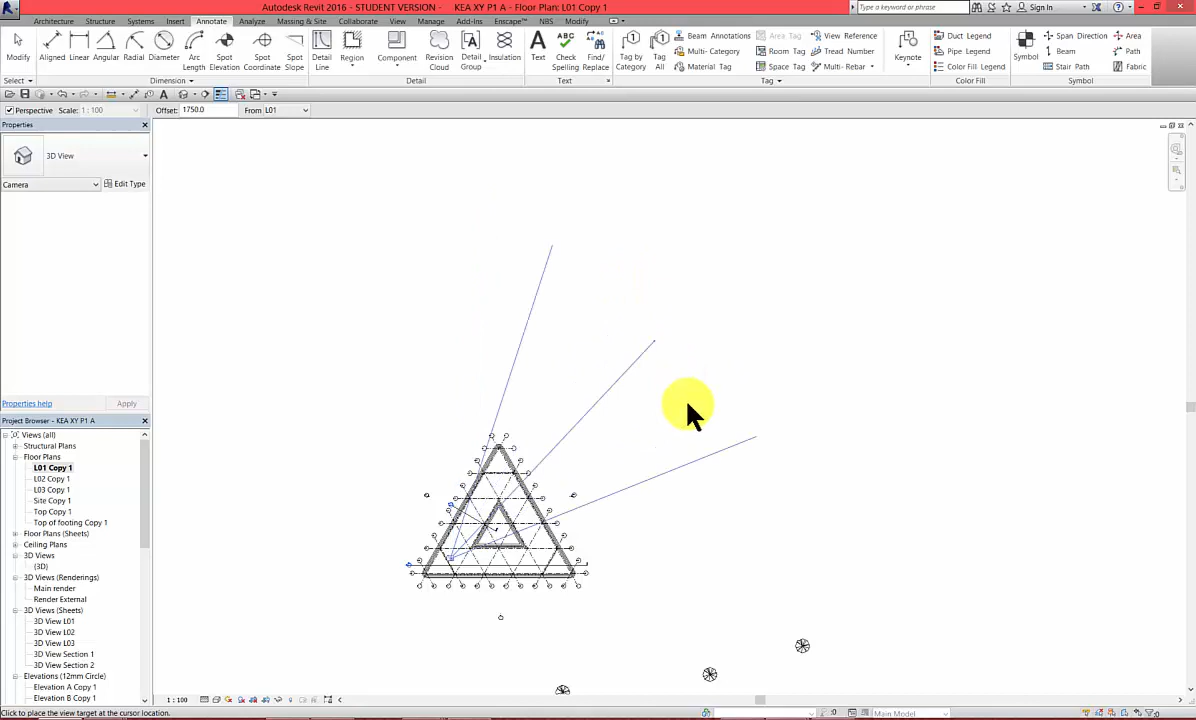 Autodesk Revit 2016 - STUDENT VERSION - KEA XY P1 A - Floor Plan: L01 Copy 1
Type a keyword or phrase
Sign In
Architecture Structure Systems Insert Annotate Analyze Massing & Site Collaborate View Manage Add-Ins Enscape™ NBS Modify
Modify
Aligned Linear Angular Radial Diameter Arc Length Spot Elevation Spot Coordinate Spot Slope
Detail Line Region Component Revision Cloud Detail Group Insulation
Text Check Spelling Find/ Replace
Tag by Category Tag All
Beam Annotations Area Tag View Reference
Multi- Category Room Tag Tread Number
Material Tag Space Tag Multi- Rebar
Keynote
Duct Legend
Pipe Legend
Color Fill Legend
Symbol
Span Direction Area
Beam Path
Stair Path Fabric
Select Dimension Detail Text Tag Color Fill Symbol
Perspective Scale: 1 : 100 Offset: 1750.0 From L01
Properties
3D View
Camera Edit Type
Properties help Apply
Project Browser - KEA XY P1 A
Views (all)
Structural Plans
Floor Plans
L01 Copy 1
L02 Copy 1
L03 Copy 1
Site Copy 1
Top Copy 1
Top of footing Copy 1
Floor Plans (Sheets)
Ceiling Plans
3D Views
(3D)
3D Views (Renderings)
Main render
Render External
3D Views (Sheets)
3D View L01
3D View L02
3D View L03
3D View Section 1
3D View Section 2
Elevations (12mm Circle)
Elevation A Copy 1
Elevation B Copy 1
1 : 100
Click to place the view target at the cursor location.
:0
Main Model